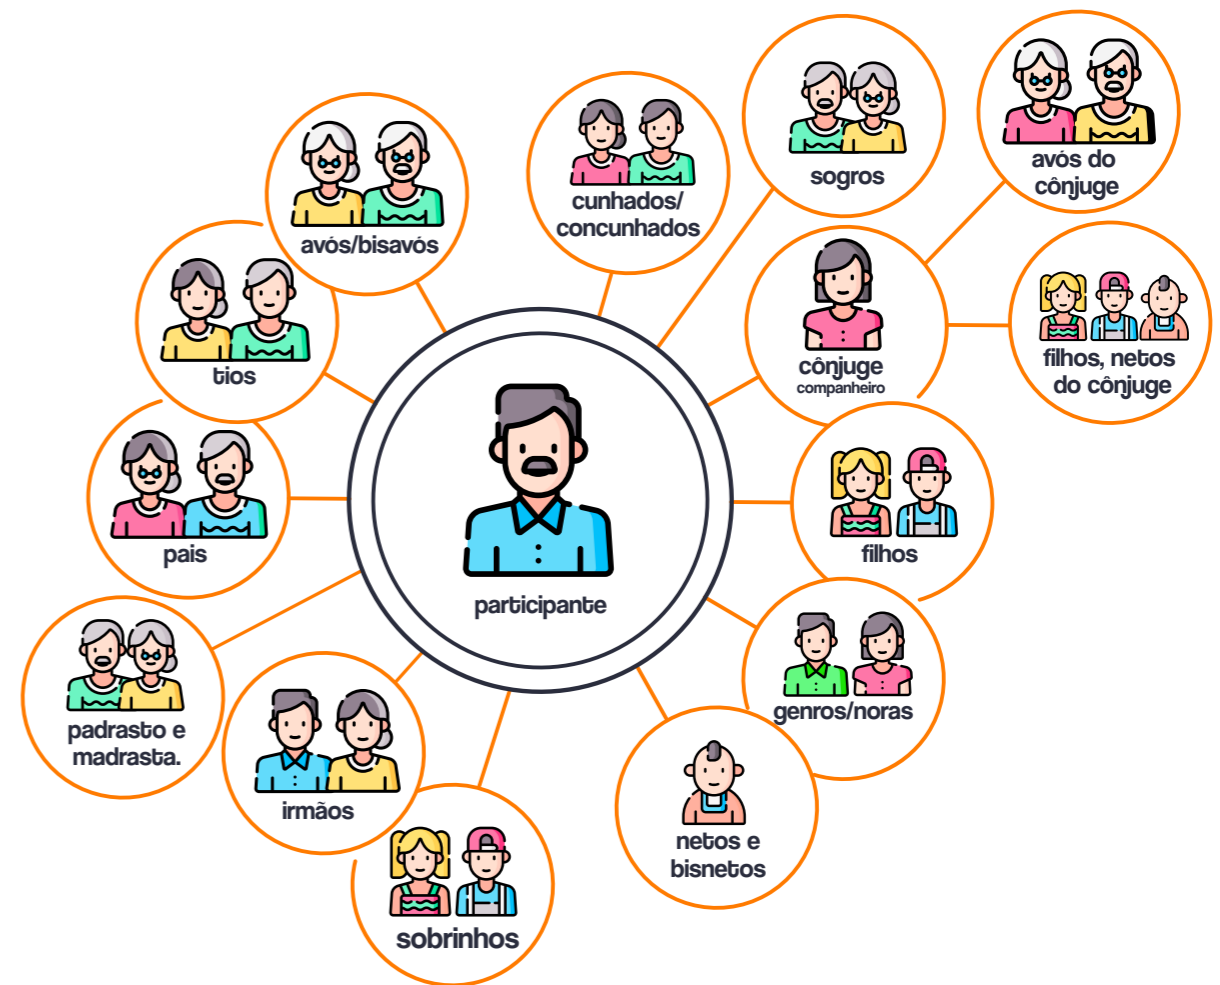 sogros
avós do
cônjuge
cunhados/
concunhados
avós/bisavós
tios
cônjuge
companheiro
filhos, netos
do cônjuge
pais
filhos
participante
padrasto e
madrasta.
genros/noras
irmãos
netos e
bisnetos
sobrinhos